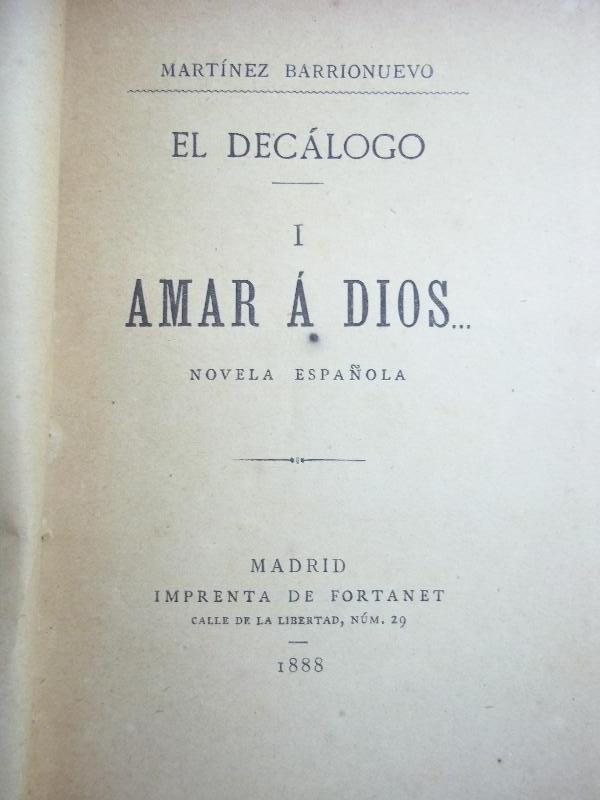 MARTÍNEZ BARRIONUEVO
EL DECÁLOGO
I
AMAR Á DIOS...
NOVELA ESPAÑOLA
MADRID
IMPRENTA DE FORTANET
CALLE DE LA LIBERTAD, NÚM. 29
1888